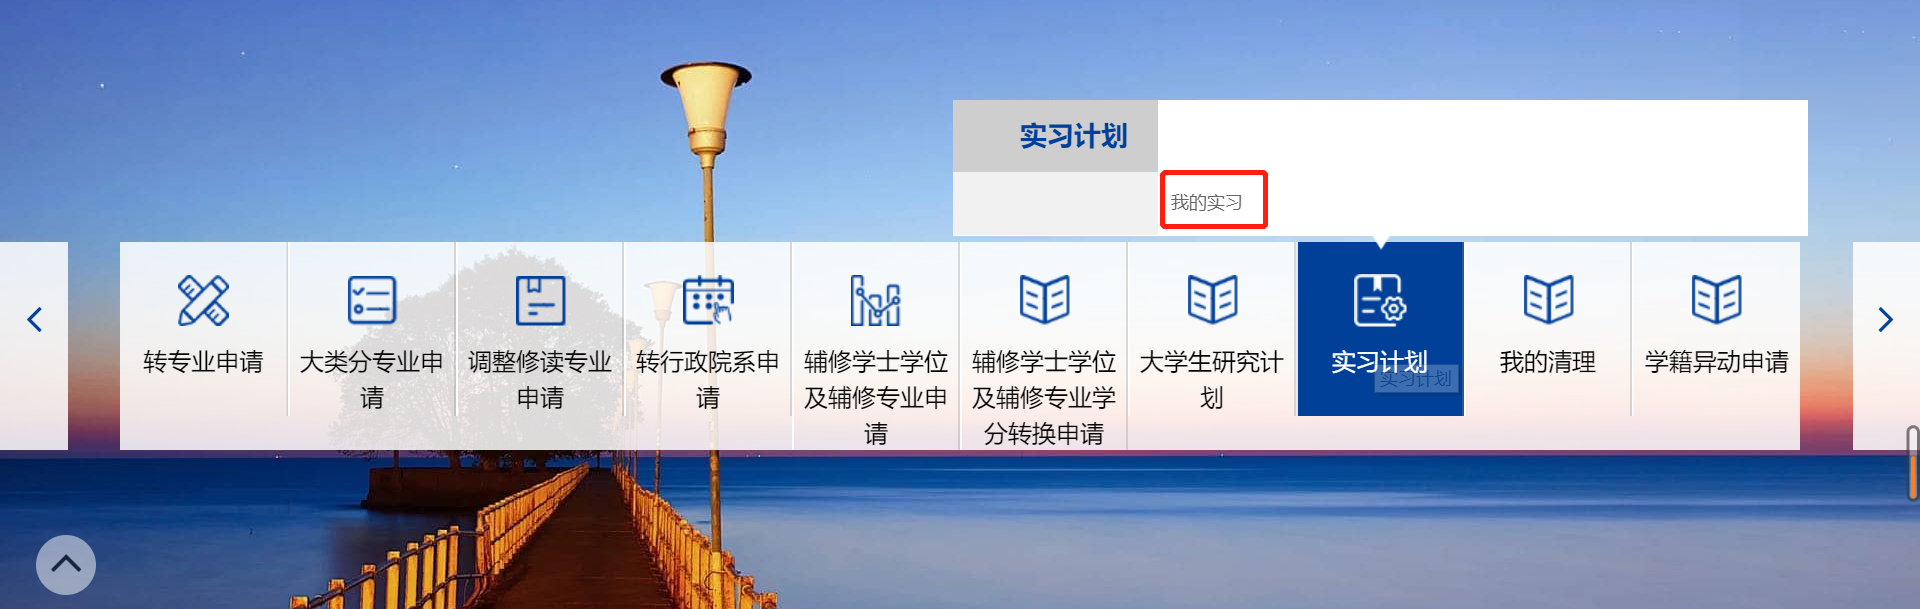 实习计划
我的实习
转专业申请
大类分专业申
请
调整修读专业
申请
转行政院系申
请
辅修学士学位
及辅修专业申
请
辅修学士学位
及辅修专业学
分转换申请
大学生研究计
划
实习计划
实习计划
我的清理
学籍异动申请